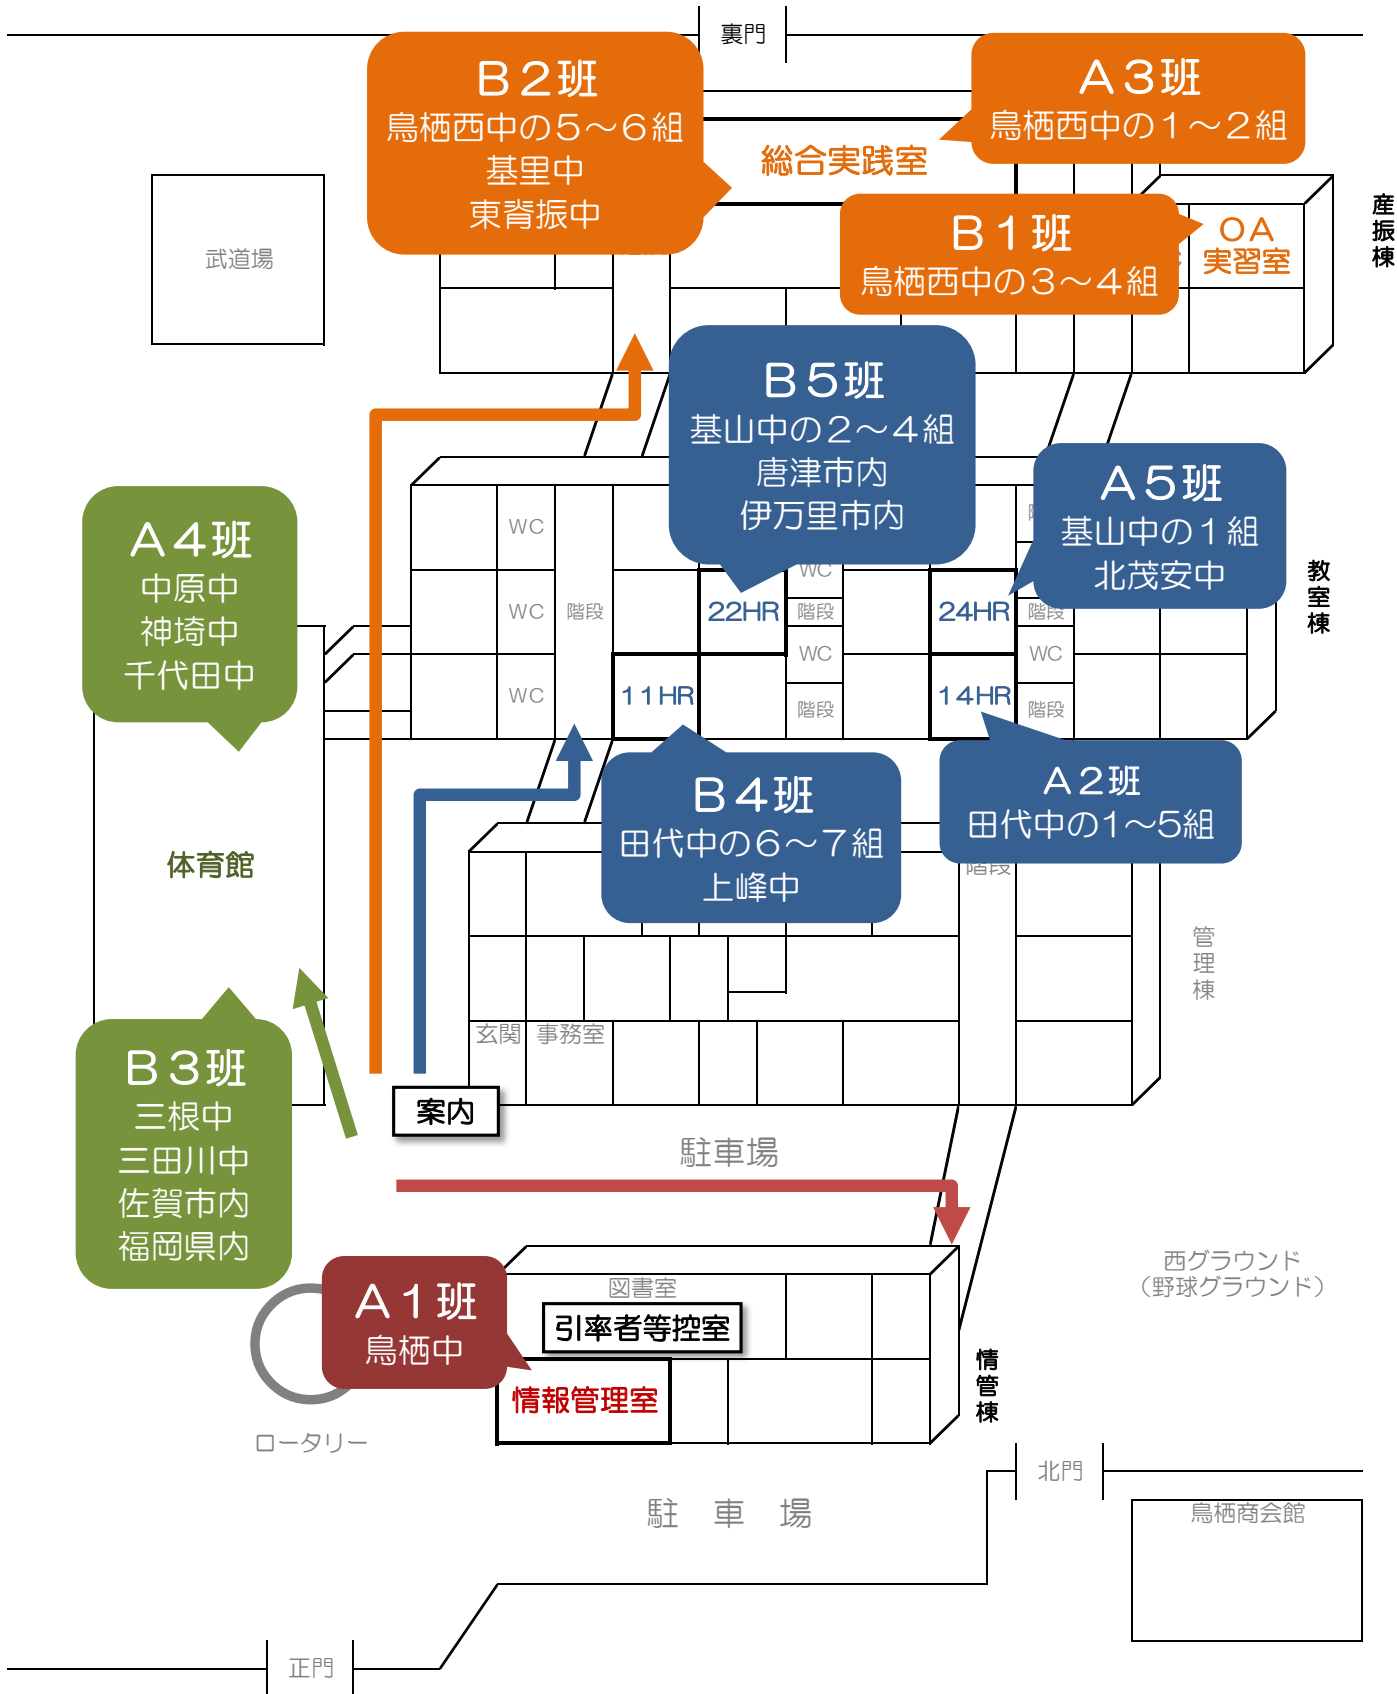 裏門
B2班
鳥栖西中の5～6組
基里中
東脊振中
A3班
鳥栖西中の1～2組
総合実践室
B1班
鳥栖西中の3～4組
OA
実習室
産振棟
武道場
B5班
基山中の2～4組
唐津市内
伊万里市内
A5班
基山中の1組
北茂安中
A4班
中原中
神埼中
千代田中
WC
WC
階段
22HR
WC
階段
24HR
階段
教室棟
WC
11HR
WC
階段
14HR
WC
階段
B4班
田代中の6～7組
上峰中
A2班
田代中の1～5組
階段
体育館
管理棟
玄関
事務室
B3班
三根中
三田川中
佐賀市内
福岡県内
案内
駐車場
西グラウンド
（野球グラウンド）
A1班
鳥栖中
図書室
引率者等控室
情報管理室
情管棟
ロータリー
北門
駐　車　場
鳥栖商会館
正門